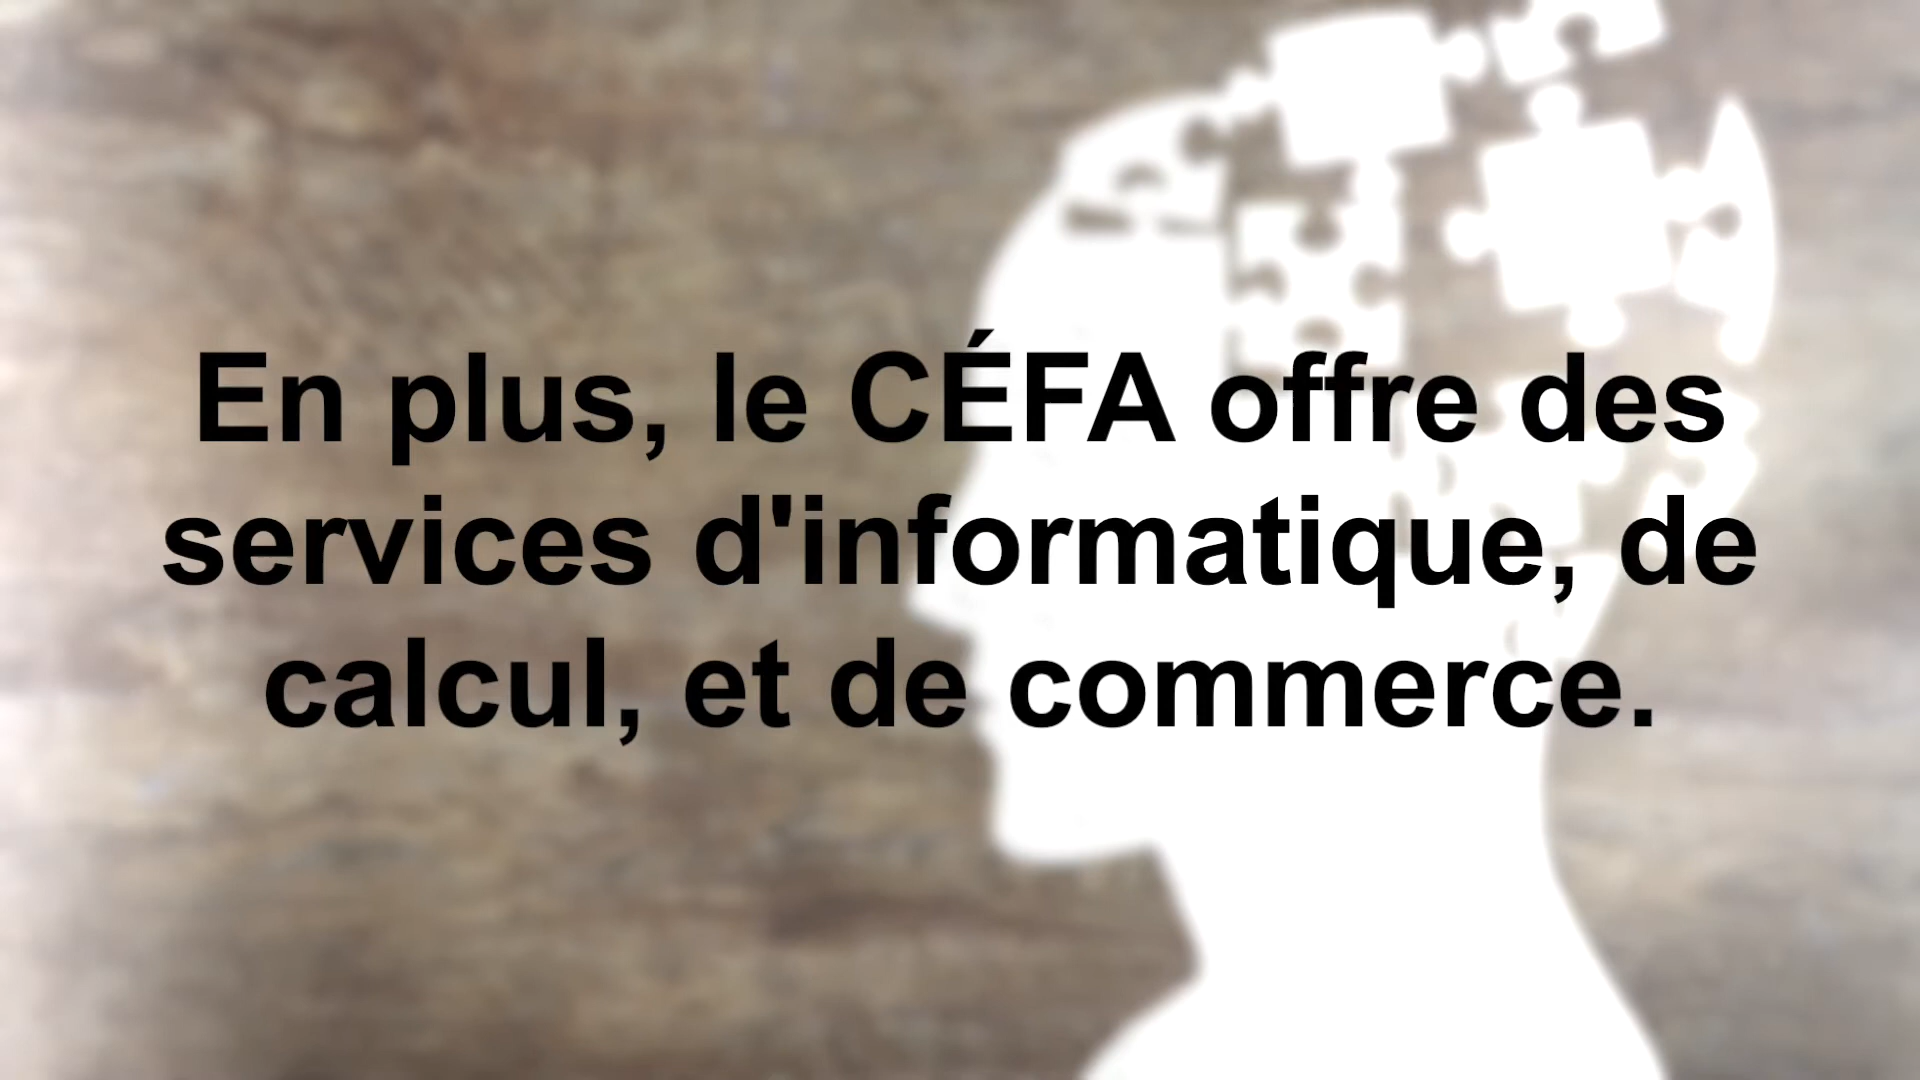 En plus, le CÉFA offre des
services d'informatique, de
calcul, et de commerce.